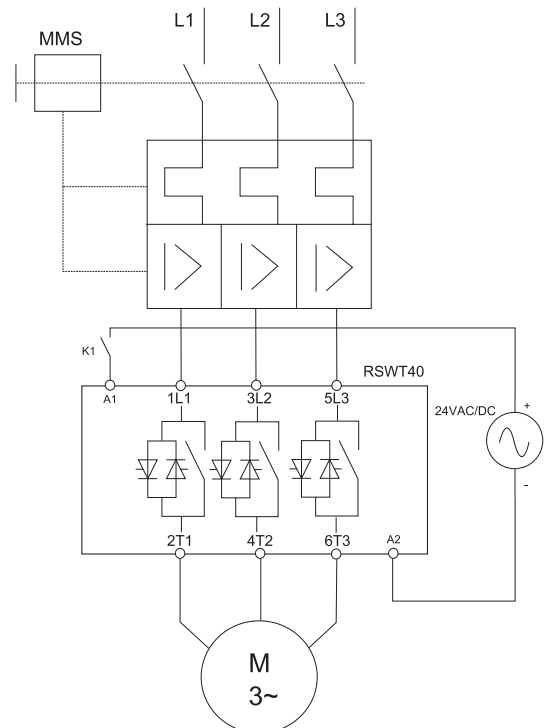 L1 L2 L3
MMS
K1
RSWT40
A1 1L1 3L2 5L3
24VAC/DC
+
-
2T1 4T2 6T3 A2
M
3~